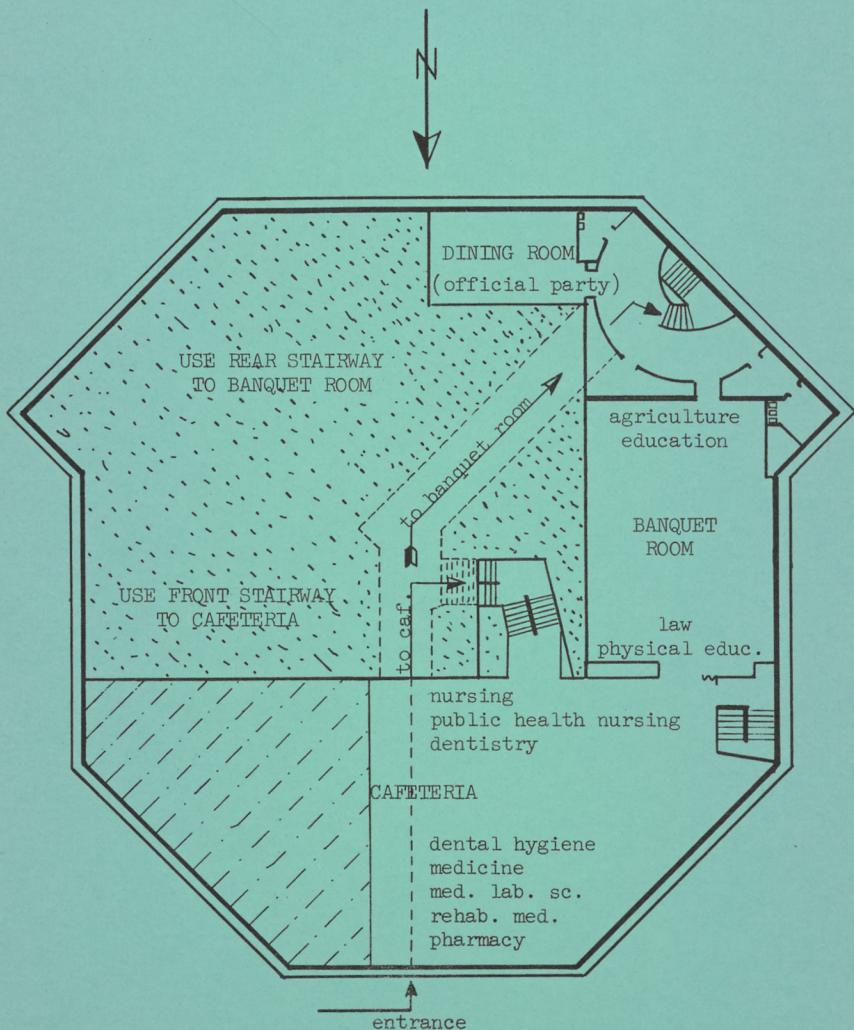 N
DINING ROOM
(official party)
USE REAR STAIRWAY
TO BANQUET ROOM
to banquet room
agriculture
education
BANQUET
ROOM
USE FRONT STAIRWAY
TO CAFETERIA
to caf.
law
physical educ.
nursing
public health nursing
dentistry
CAFETERIA
dental hygiene
medicine
med. lab. sc.
rehab. med.
pharmacy
entrance